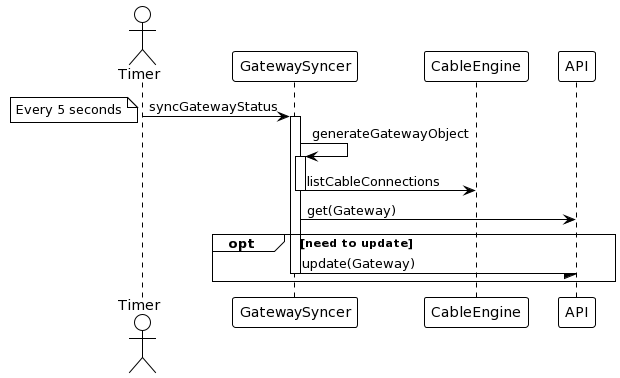 Timer
GatewaySyncer
CableEngine
API
Every 5 seconds
syncGatewayStatus
generateGatewayObject
listCableConnections
get(Gateway)
opt
[need to update]
update(Gateway)
Timer
GatewaySyncer
CableEngine
API